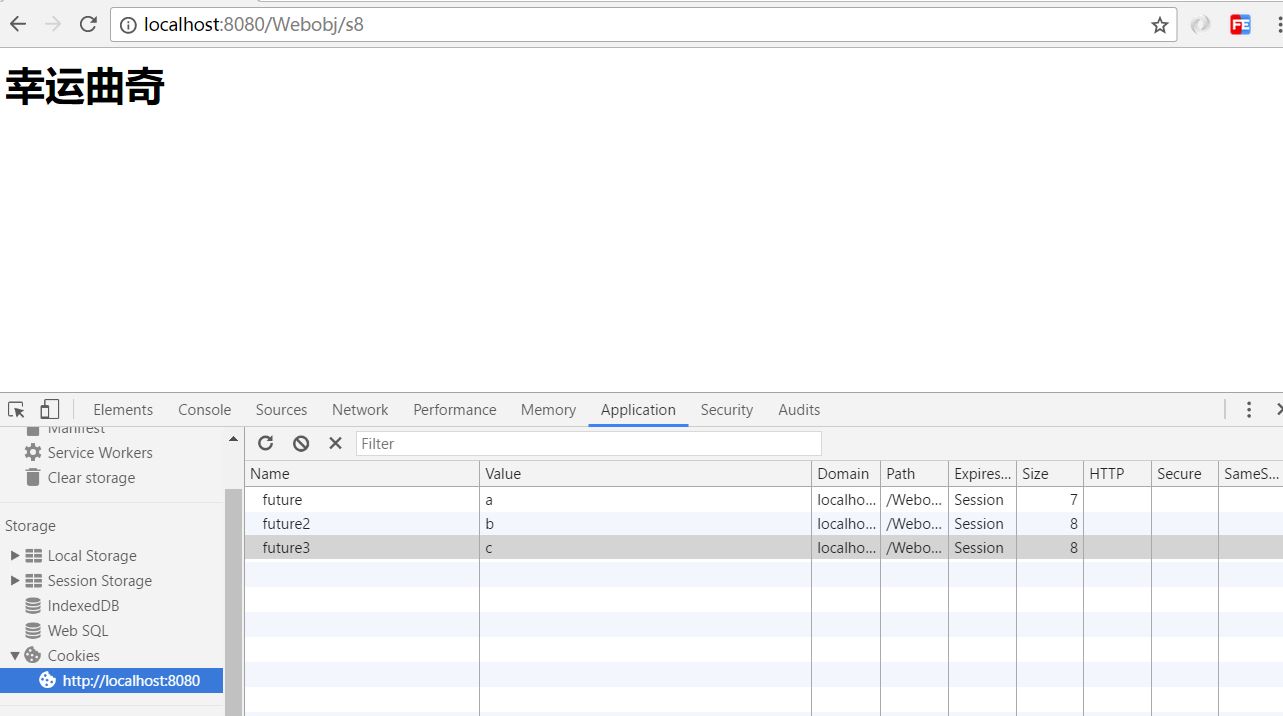 localhost:8080/Webobj/s8
FE
幸运曲奇
Elements Console Sources Network Performance Memory Application Security Audits
Manifest
Service Workers
Clear storage
Storage
Local Storage
Session Storage
IndexedDB
Web SQL
Cookies
http://localhost:8080
Filter
Name Value Domain Path Expires... Size HTTP Secure SameS...
future a localho... /Webo... Session 7
future2 b localho... /Webo... Session 8
future3 c localho... /Webo... Session 8